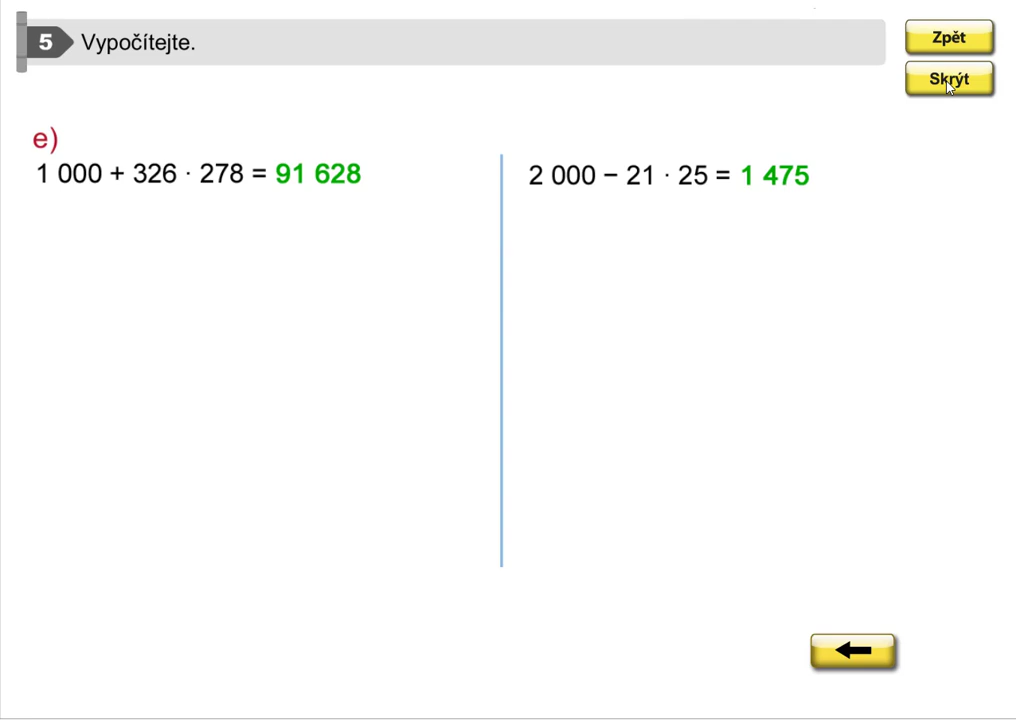 5 Vypočítejte.
Zpět
Skrýt
e)
1 000 + 326 · 278 = 91 628
2 000 − 21 · 25 = 1 475